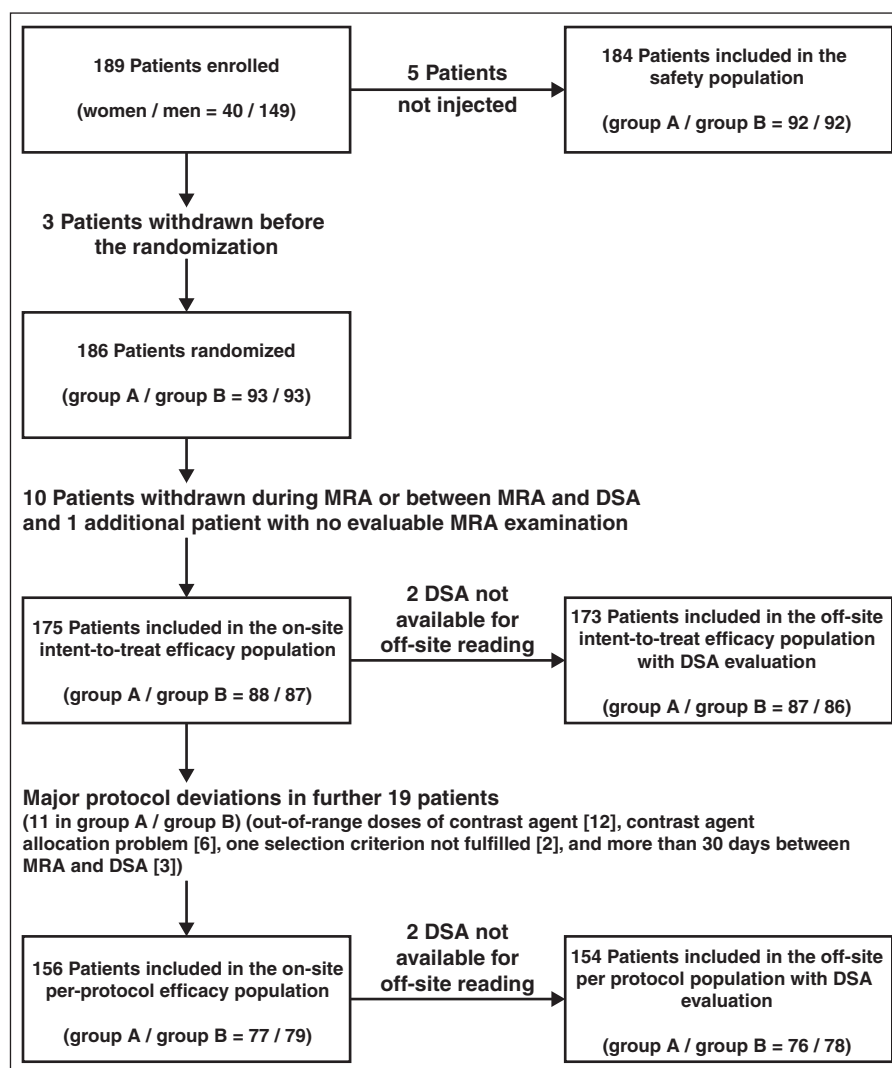 189 Patients enrolled
(women / men = 40 / 149)
5 Patients
not injected
184 Patients included in the
safety population
(group A / group B = 92 / 92)
3 Patients withdrawn before
the randomization
186 Patients randomized
(group A / group B = 93 / 93)
10 Patients withdrawn during MRA or between MRA and DSA
and 1 additional patient with no evaluable MRA examination
175 Patients included in the on-site
intent-to-treat efficacy population
(group A / group B = 88 / 87)
2 DSA not
available for
off-site reading
173 Patients included in the off-site
intent-to-treat efficacy population
with DSA evaluation
(group A / group B = 87 / 86)
Major protocol deviations in further 19 patients
(11 in group A / group B) (out-of-range doses of contrast agent [12], contrast agent
allocation problem [6], one selection criterion not fulfilled [2], and more than 30 days between
MRA and DSA [3])
156 Patients included in the on-site
per-protocol efficacy population
(group A / group B = 77 / 79)
2 DSA not
available for
off-site reading
154 Patients included in the off-site
per protocol population with DSA
evaluation
(group A / group B = 76 / 78)